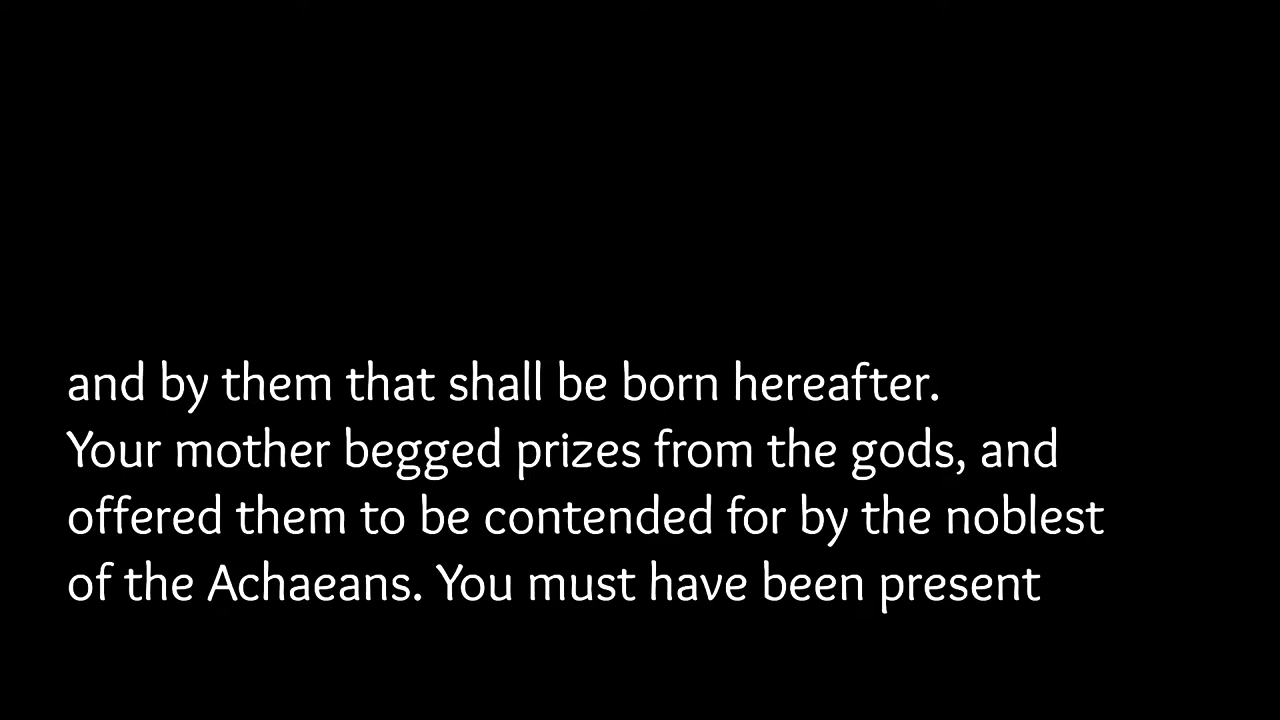 and by them that shall be born hereafter.
Your mother begged prizes from the gods, and
offered them to be contended for by the noblest
of the Achaeans. You must have been present